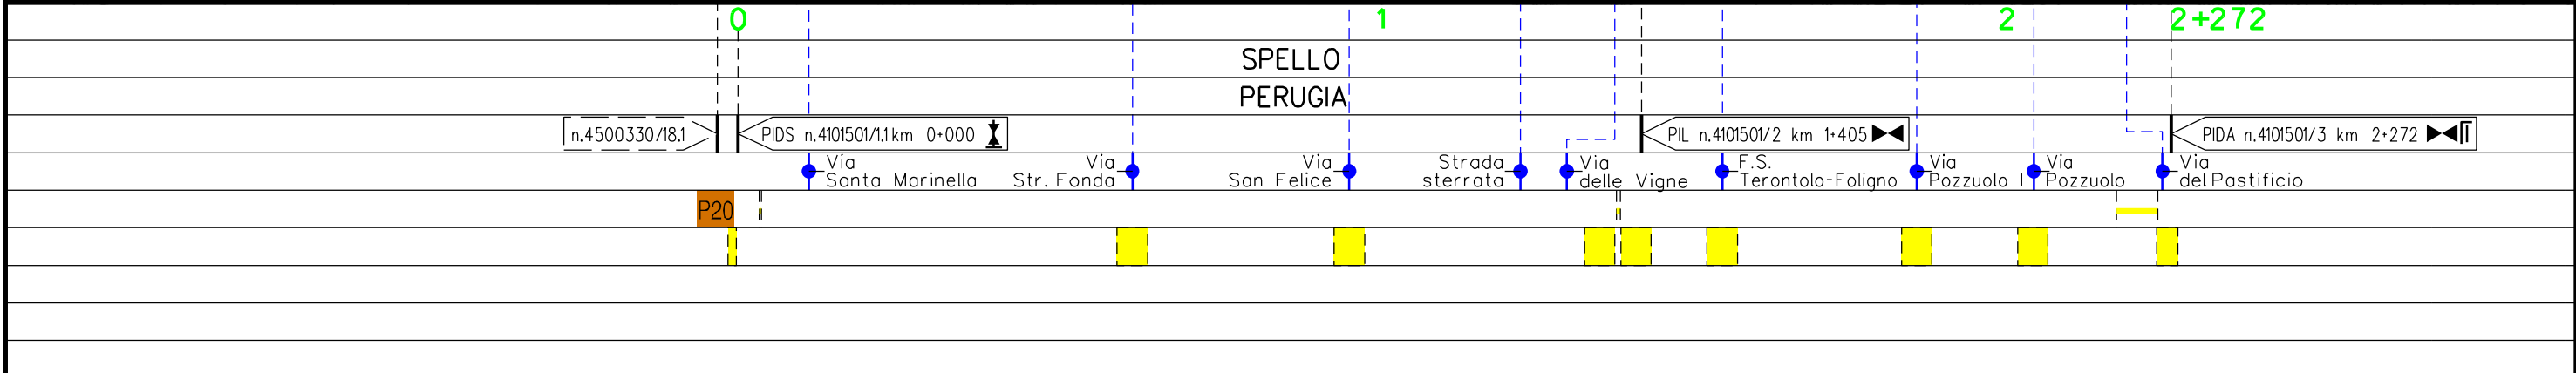 0 1 2 2+272
SPELLO
PERUGIA
n.4500330/18.1 PIDS n.4101501/1.1 km 0+000 PIL n.4101501/2 km 1+405 PIDA n.4101501/3 km 2+272
Via Via Via Strada Via F.S. Via Via Via
Santa Marinella Str. Fonda San Felice sterrata delle Vigne Terontolo-Foligno Pozzuolo I Pozzuolo del Pastificio
P20